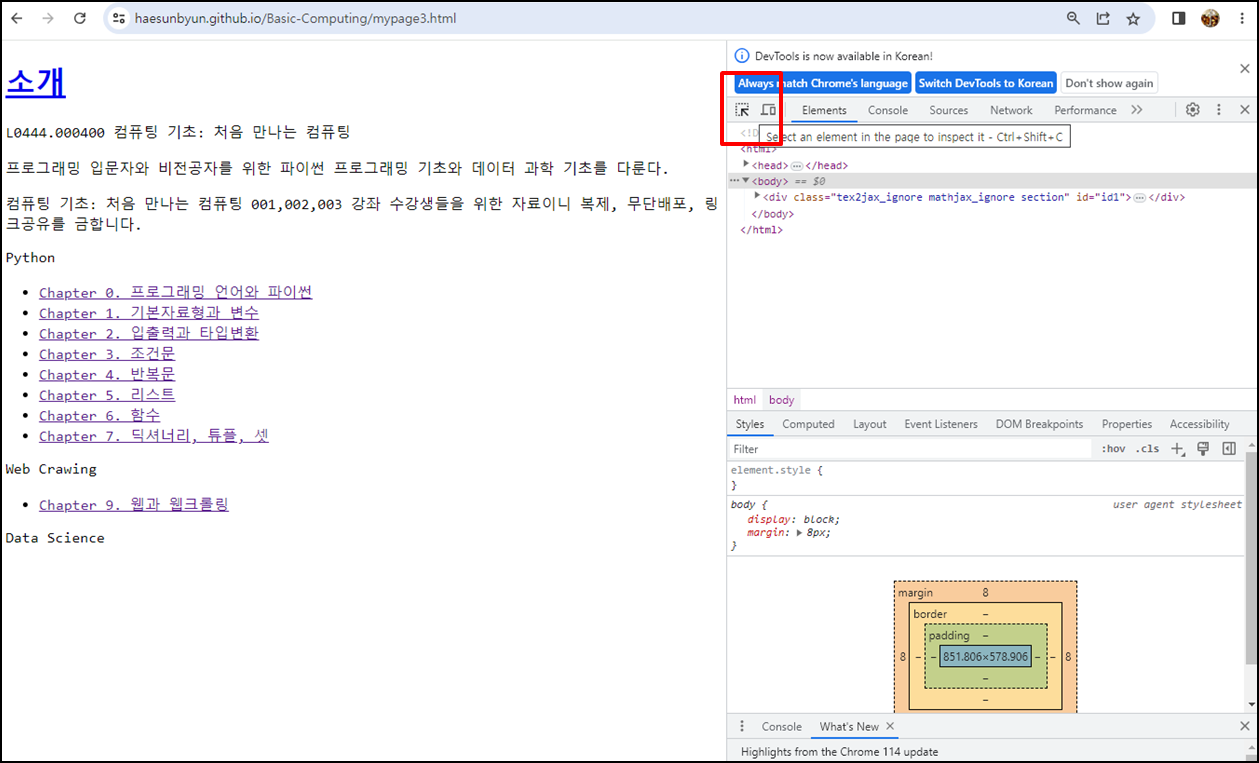 haesunbyun.github.io/Basic-Computing/mypage3.html
소개
L0444.000400 컴퓨팅 기초: 처음 만나는 컴퓨팅
프로그래밍 입문자와 비전공자를 위한 파이썬 프로그래밍 기초와 데이터 과학 기초를 다룬다.
컴퓨팅 기초: 처음 만나는 컴퓨팅 001,002,003 강좌 수강생들을 위한 자료이니 복제, 무단배포, 링
크공유를 금합니다.
Python
• Chapter 0. 프로그래밍 언어와 파이썬
• Chapter 1. 기본자료형과 변수
• Chapter 2. 입출력과 타입변환
• Chapter 3. 조건문
• Chapter 4. 반복문
• Chapter 5. 리스트
• Chapter 6. 함수
• Chapter 7. 딕셔너리, 튜플, 셋
Web Crawing
• Chapter 9. 웹과 웹크롤링
Data Science
DevTools is now available in Korean!
Always match Chrome's language Switch DevTools to Korean Don't show again
Elements Console Sources Network Performance
<!D
Select an element in the page to inspect it - Ctrl+Shift+C
<html>
<head>…</head>
<body> == $0
<div class="tex2jax_ignore mathjax_ignore section" id="id1">…</div>
</body>
</html>
html body
Styles Computed Layout Event Listeners DOM Breakpoints Properties Accessibility
Filter :hov .cls
element.style {
}
body { user agent stylesheet
display: block;
margin: 8px;
}
margin 8
border –
padding –
8 – – 851.806×578.906 – – 8
–
–
Console What's New
Highlights from the Chrome 114 update